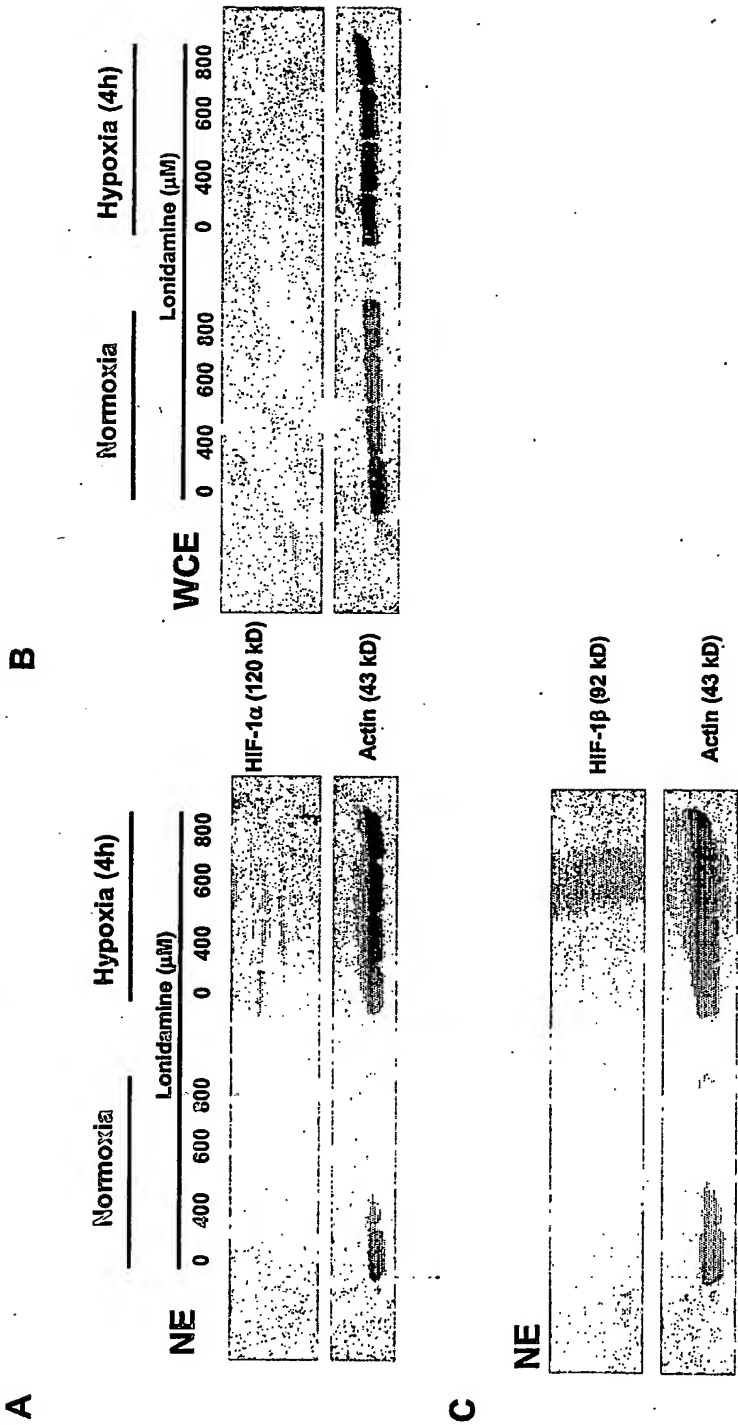 A
Normoxia
Hypoxia (4h)
Lonidamine (µM)
0 400 600 800 0 400 600 800
NE
HIF-1α (120 kD)
Actin (43 kD)
B
Normoxia
Hypoxia (4h)
Lonidamine (µM)
0 400 600 800 0 400 600 800
WCE
C
NE
HIF-1β (92 kD)
Actin (43 kD)